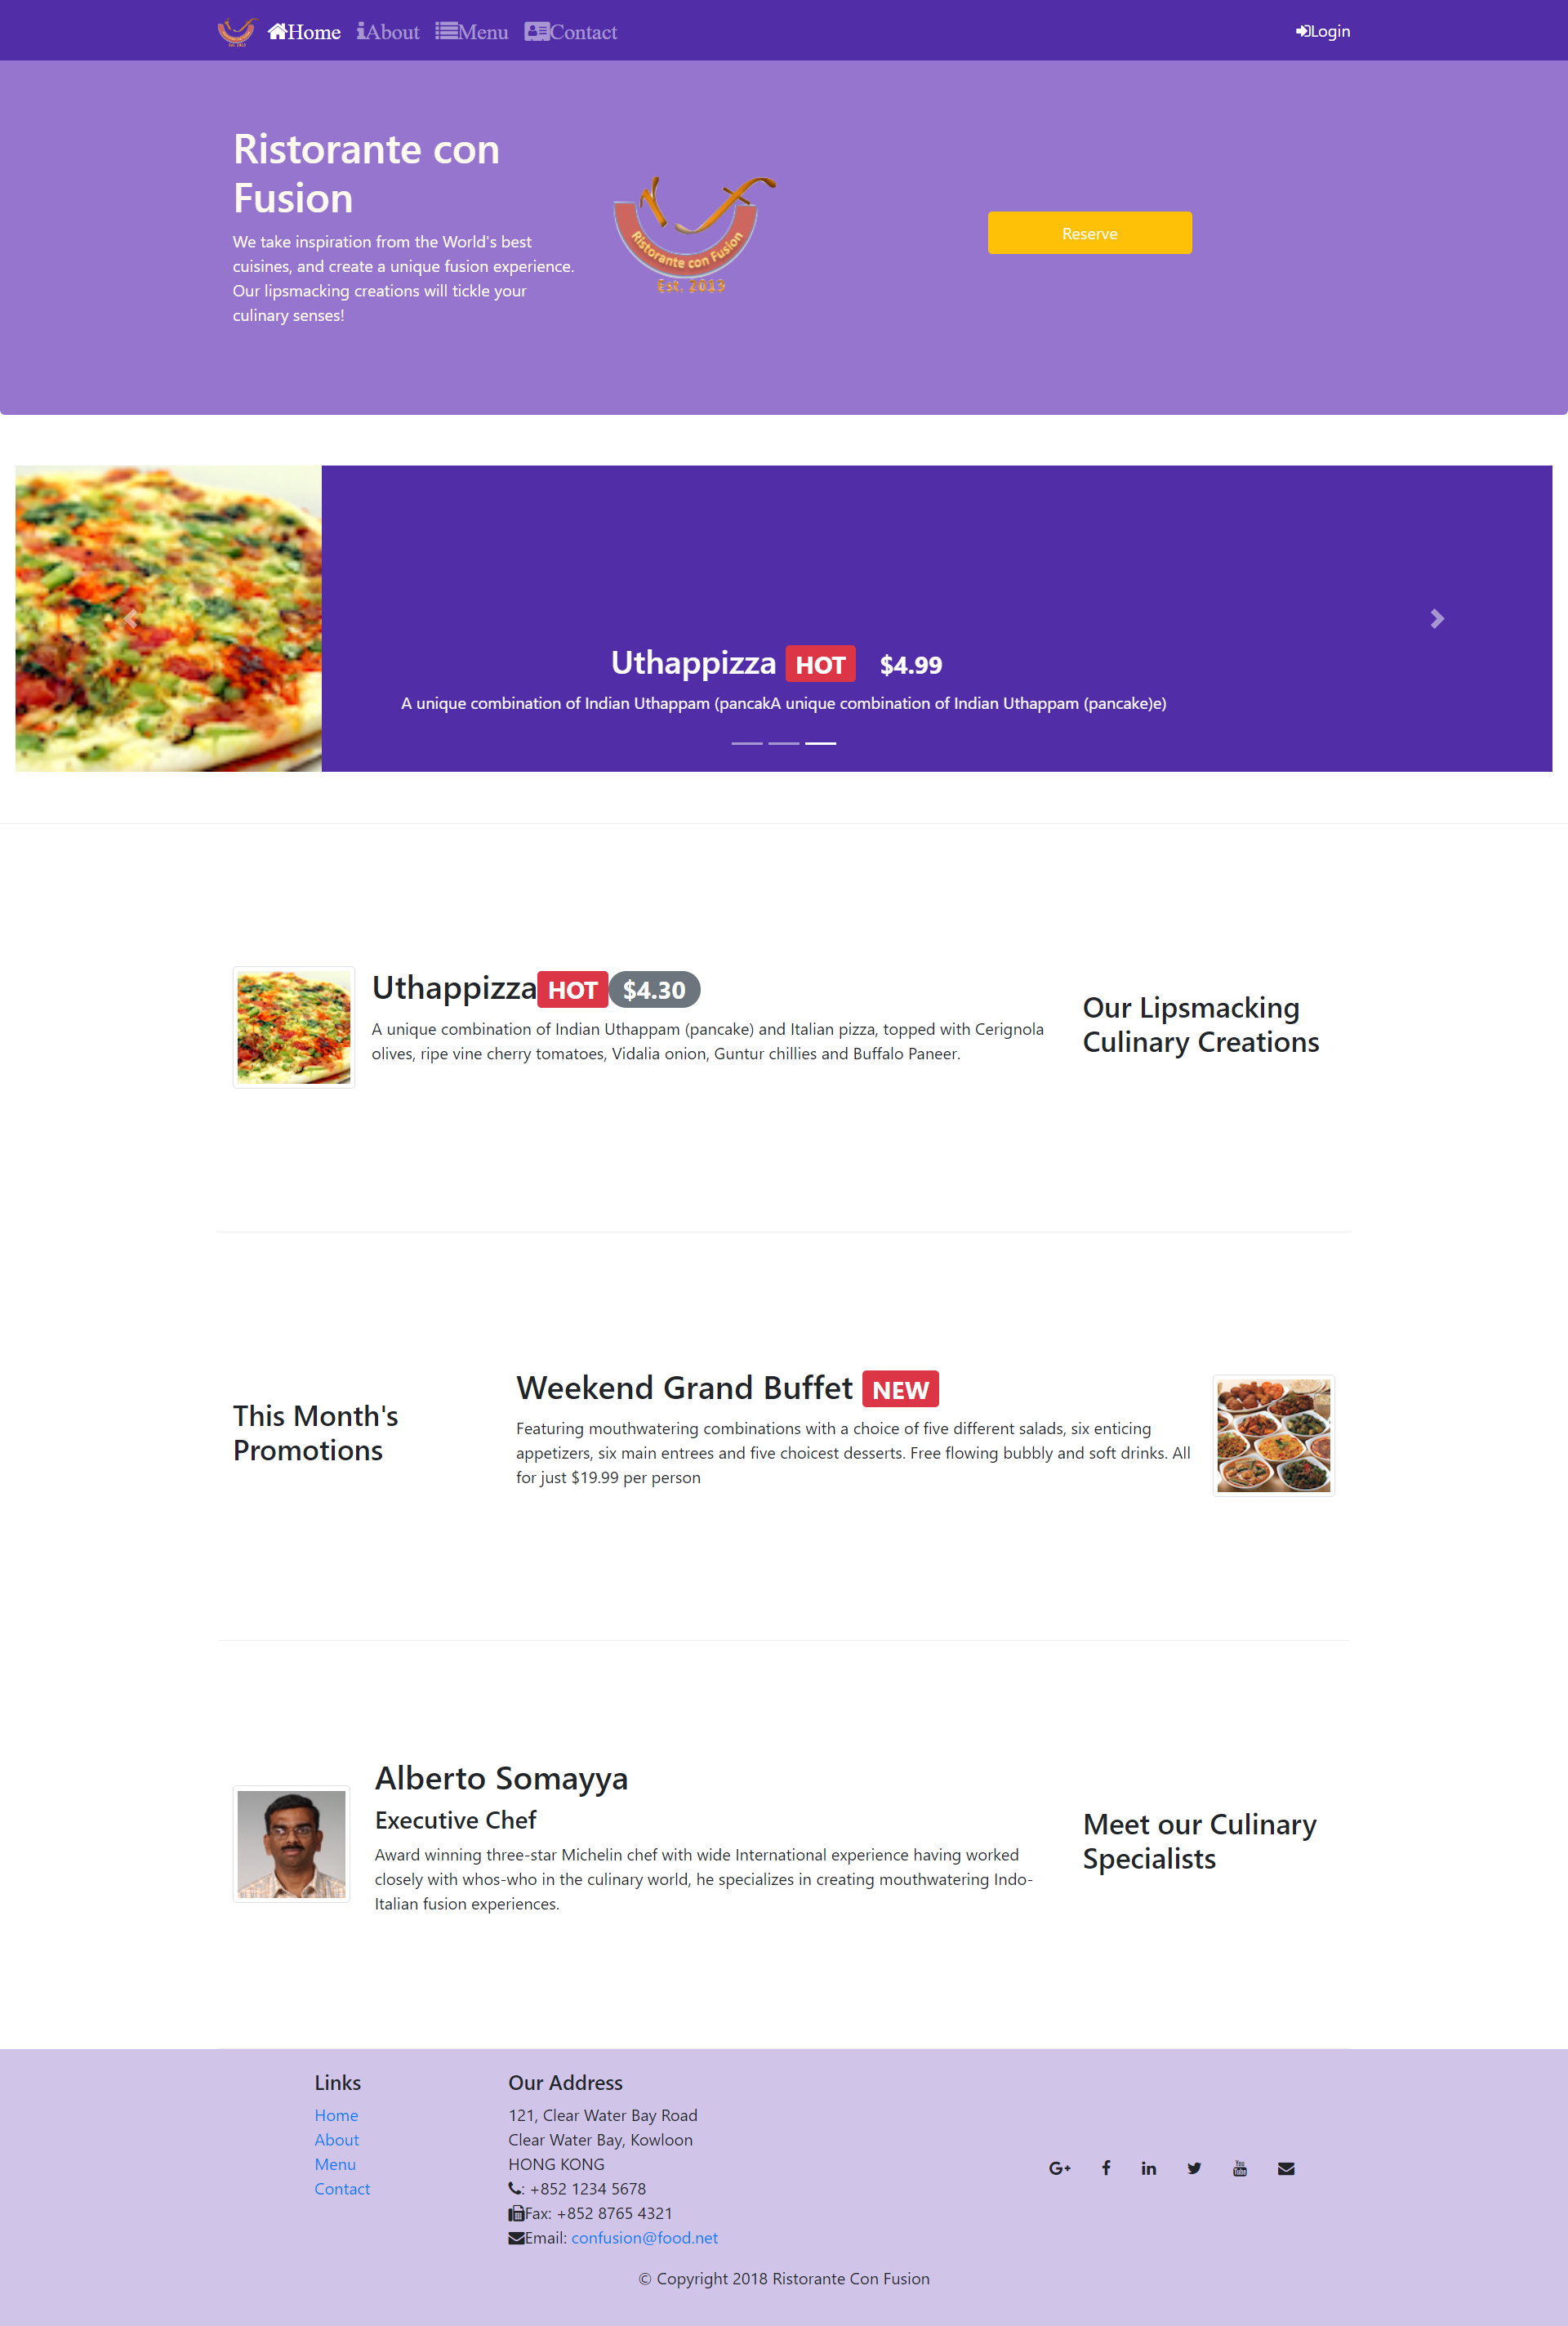 Home About Menu Contact Login
Ristorante con
Fusion
We take inspiration from the World's best
cuisines, and create a unique fusion experience.
Our lipsmacking creations will tickle your
culinary senses!
Ristorante con Fusion
Est. 2019
Reserve
Uthappizza HOT $4.99
A unique combination of Indian Uthappam (pancakA unique combination of Indian Uthappam (pancake)e)
Uthappizza HOT $4.30
A unique combination of Indian Uthappam (pancake) and Italian pizza, topped with Cerignola
olives, ripe vine cherry tomatoes, Vidalia onion, Guntur chillies and Buffalo Paneer.
Our Lipsmacking
Culinary Creations
This Month's
Promotions
Weekend Grand Buffet NEW
Featuring mouthwatering combinations with a choice of five different salads, six enticing
appetizers, six main entrees and five choicest desserts. Free flowing bubbly and soft drinks. All
for just $19.99 per person
Alberto Somayya
Executive Chef
Award winning three-star Michelin chef with wide International experience having worked
closely with whos-who in the culinary world, he specializes in creating mouthwatering Indo-
Italian fusion experiences.
Meet our Culinary
Specialists
Links
Home
About
Menu
Contact
Our Address
121, Clear Water Bay Road
Clear Water Bay, Kowloon
HONG KONG
: +852 1234 5678
Fax: +852 8765 4321
Email: confusion@food.net
© Copyright 2018 Ristorante Con Fusion